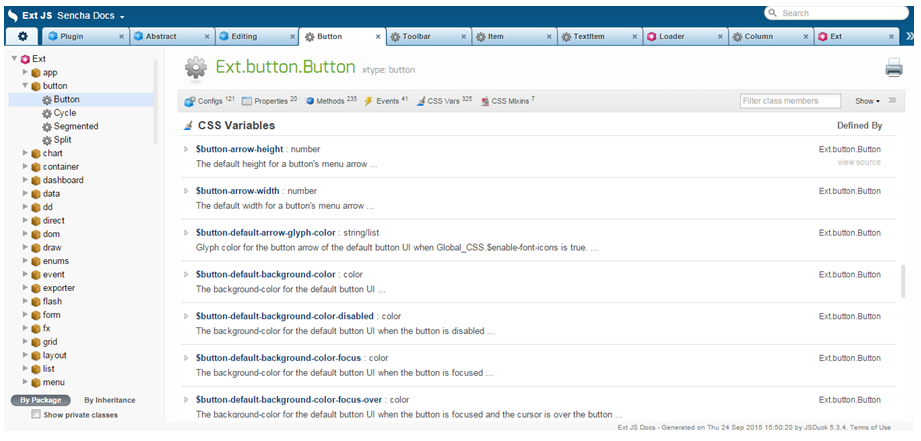 Ext JS Sencha Docs
Search
Plugin Abstract Editing Button Toolbar Item TextItem Loader Column Ext
Ext
app
button
Button
Cycle
Segmented
Split
chart
container
dashboard
data
dd
direct
dom
draw
enums
event
exporter
flash
form
fx
grid
layout
list
menu
By Package By Inheritance
Show private classes
Ext.button.Button xtype: button
Configs 121 Properties 20 Methods 235 Events 41 CSS Vars 325 CSS Mixins 7 Filter class members Show
CSS Variables Defined By
$button-arrow-height : number Ext.button.Button
The default height for a button's menu arrow ... view source
$button-arrow-width : number Ext.button.Button
The default width for a button's menu arrow ...
$button-default-arrow-glyph-color : string/list Ext.button.Button
Glyph color for the button arrow of the default button UI when Global_CSS.$enable-font-icons is true. ...
$button-default-background-color : color Ext.button.Button
The background-color for the default button UI ...
$button-default-background-color-disabled : color Ext.button.Button
The background-color for the default button UI when the button is disabled ...
$button-default-background-color-focus : color Ext.button.Button
The background-color for the default button UI when the button is focused ...
$button-default-background-color-focus-over : color Ext.button.Button
The background-color for the default button UI when the button is focused and the cursor is over the button ...
Ext JS Docs - Generated on Thu 24 Sep 2015 15:50:20 by JSDuck 5.3.4. Terms of Use